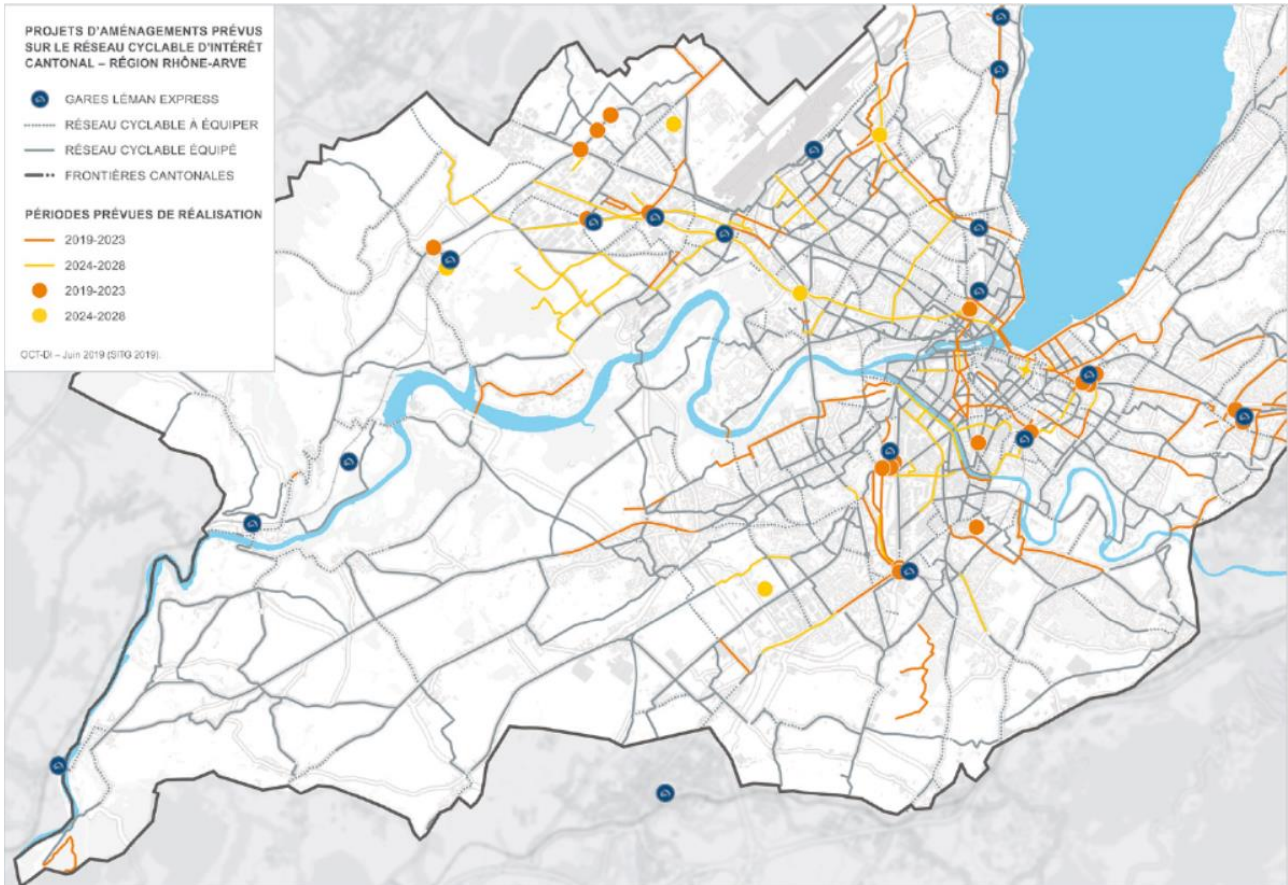 PROJETS D'AMÉNAGEMENTS PRÉVUS
SUR LE RÉSEAU CYCLABLE D'INTÉRÊT
CANTONAL – RÉGION RHÔNE-ARVE
GARES LÉMAN EXPRESS
RÉSEAU CYCLABLE À ÉQUIPER
RÉSEAU CYCLABLE ÉQUIPÉ
FRONTIÈRES CANTONALES
PÉRIODES PRÉVUES DE RÉALISATION
2019-2023
2024-2028
2019-2023
2024-2028
OCT-DI – Juin 2019 (SITG 2019).